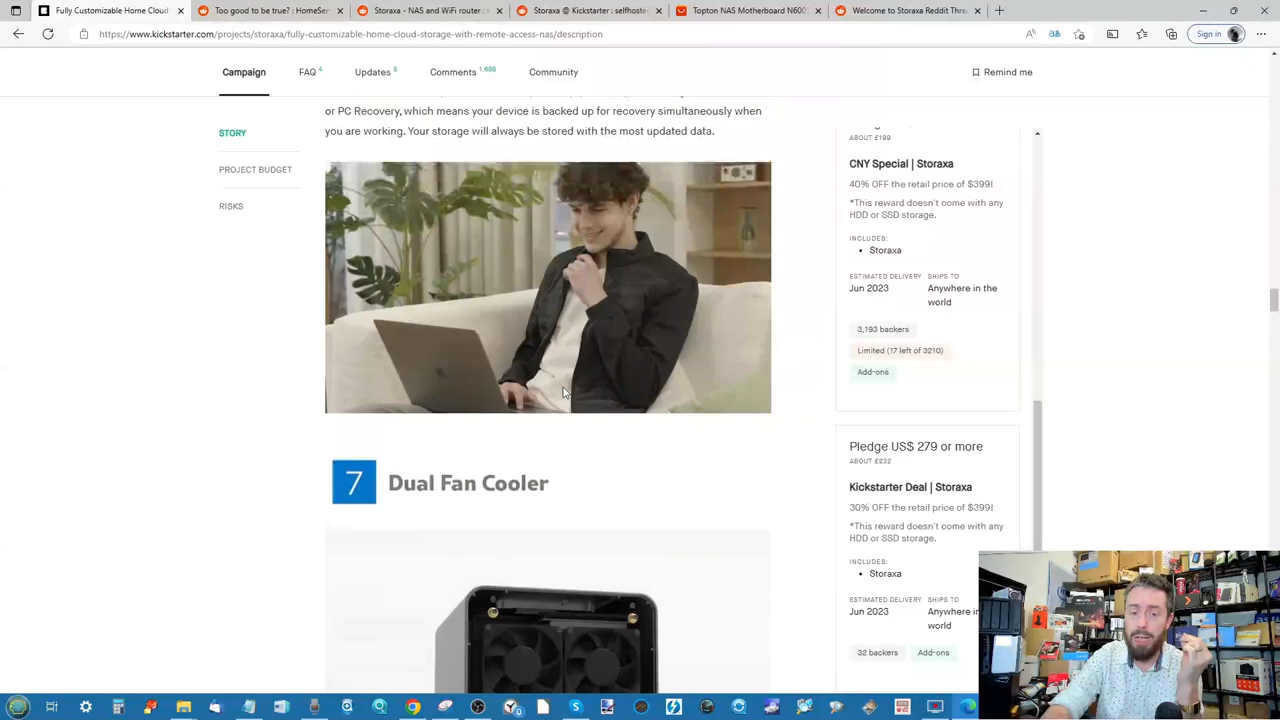 Fully Customizable Home Cloud
Too good to be true? : HomeServ
Storaxa - NAS and WiFi router : s
Storaxa @ Kickstarter : selfhoste
Topton NAS Motherboard N6005
Welcome to Storaxa Reddit Thre
https://www.kickstarter.com/projects/storaxa/fully-customizable-home-cloud-storage-with-remote-access-nas/description
Sign in
Campaign
FAQ 4
Updates 5
Comments 1,686
Community
Remind me
STORY
PROJECT BUDGET
RISKS
or PC Recovery, which means your device is backed up for recovery simultaneously when
you are working. Your storage will always be stored with the most updated data.
7 Dual Fan Cooler
ABOUT £199
CNY Special | Storaxa
40% OFF the retail price of $399!
*This reward doesn't come with any
HDD or SSD storage.
INCLUDES:
• Storaxa
ESTIMATED DELIVERY
Jun 2023
SHIPS TO
Anywhere in the
world
3,193 backers
Limited (17 left of 3210)
Add-ons
Pledge US$ 279 or more
ABOUT £232
Kickstarter Deal | Storaxa
30% OFF the retail price of $399!
*This reward doesn't come with any
HDD or SSD storage.
INCLUDES:
• Storaxa
ESTIMATED DELIVERY
Jun 2023
SHIPS TO
Anywhere in
world
32 backers
Add-ons